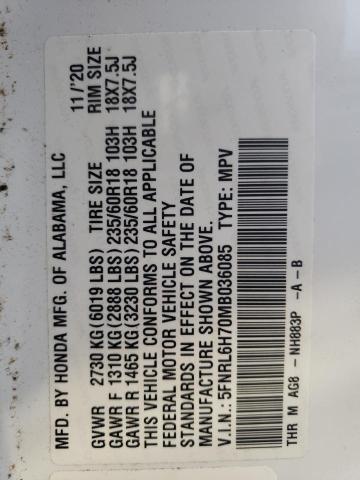 MFD. BY HONDA MFG. OF ALABAMA, LLC 11/'20
GVWR 2730 KG(6019 LBS) TIRE SIZE RIM SIZE
GAWR F 1310 KG(2888 LBS) 235/60R18 103H 18X7.5J
GAWR R 1465 KG(3230 LBS) 235/60R18 103H 18X7.5J
THIS VEHICLE CONFORMS TO ALL APPLICABLE
FEDERAL MOTOR VEHICLE SAFETY
STANDARDS IN EFFECT ON THE DATE OF
MANUFACTURE SHOWN ABOVE.
V.I.N.: 5FNRL6H70MB036085 TYPE: MPV
THR M AG8 - NH883P -A -B